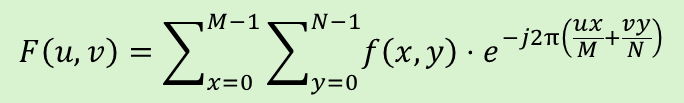 F(u, v) = ∑_{x=0}^{M−1} ∑_{y=0}^{N−1} f(x, y) · e^{−j2π(ux/M + vy/N)}